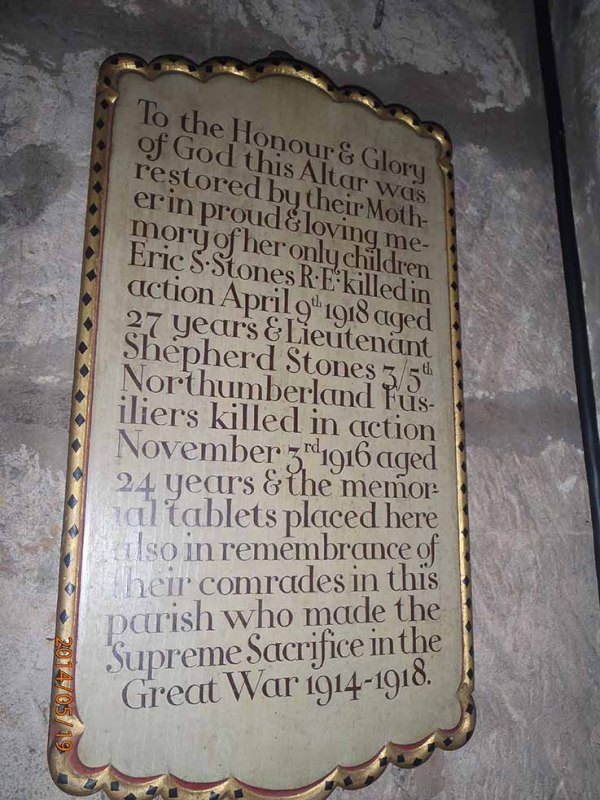 To the Honour & Glory
of God this Altar was
restored by their Moth-
er in proud & loving me-
mory of her only children
Eric S. Stones R.E. killed in
action April 9th 1918 aged
27 years & Lieutenant
Shepherd Stones 3/5th
Northumberland Fus-
iliers killed in action
November 3rd 1916 aged
24 years & the memor-
ial tablets placed here
also in remembrance of
their comrades in this
parish who made the
Supreme Sacrifice in the
Great War 1914-1918.
2014/05/19